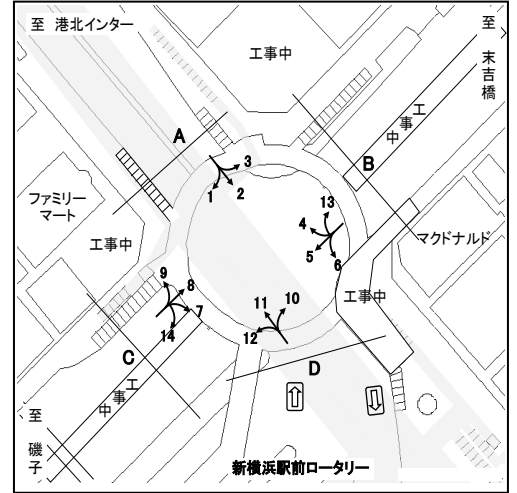 至 港北インター
工事中
至 末吉橋
工事中
A
B
3
1
2
13
4
5
6
ファミリー
マート
工事中
マクドナルド
工事中
9
8
7
14
11
10
12
C
D
工事中
至 磯子
新横浜駅前ロータリー